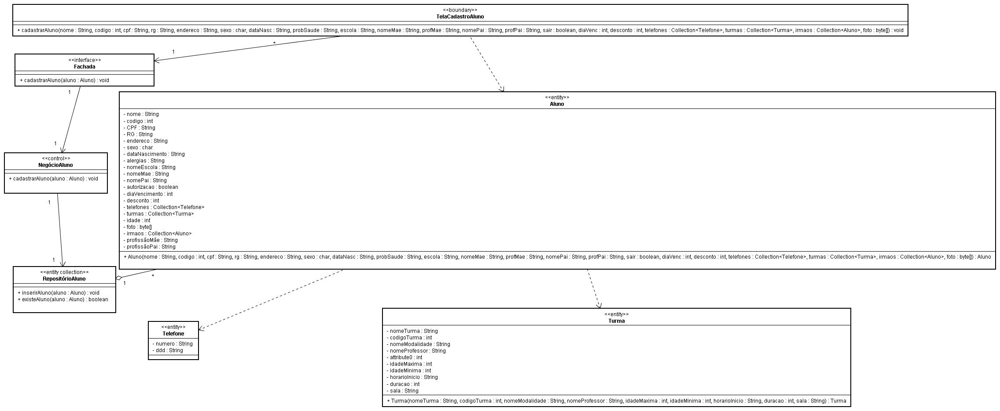 <<boundary>>
TelaCadastroAluno
+ cadastrarAluno(nome : String, codigo : int, cpf : String, rg : String, endereco : String, sexo : char, dataNasc : String, probSaude : String, escola : String, nomeMae : String, profMae : String, nomePai : String, profPai : String, sair : boolean, diaVenc : int, desconto : int, telefones : Collection<Telefone>, turmas : Collection<Turma>, irmaos : Collection<Aluno>, foto : byte[]) : void
*
1
<<interface>>
Fachada
+ cadastrarAluno(aluno : Aluno) : void
1
1
<<entity>>
Aluno
- nome : String
- codigo : int
- CPF : String
- RG : String
- endereco : String
- sexo : char
- dataNascimento : String
- alergias : String
- nomeEscola : String
- nomeMae : String
- nomePai : String
- autorizacao : boolean
- diaVencimento : int
- desconto : int
- telefones : Collection<Telefone>
- turmas : Collection<Turma>
- idade : int
- foto : byte[]
- irmaos : Collection<Aluno>
- profissãoMãe : String
- profissãoPai : String
+ Aluno(nome : String, codigo : int, cpf : String, rg : String, endereco : String, sexo : char, dataNasc : String, probSaude : String, escola : String, nomeMae : String, profMae : String, nomePai : String, profPai : String, sair : boolean, diaVenc : int, desconto : int, telefones : Collection<Telefone>, turmas : Collection<Turma>, irmaos : Collection<Aluno>, foto : byte[]) : Aluno
<<control>>
NegócioAluno
+ cadastrarAluno(aluno : Aluno) : void
1
1
<<entity collection>>
RepositórioAluno
+ inserirAluno(aluno : Aluno) : void
+ existeAluno(aluno : Aluno) : boolean
1
*
<<entity>>
Telefone
- numero : String
- ddd : String
<<entity>>
Turma
- nomeTurma : String
- codigoTurma : int
- nomeModalidade : String
- nomeProfessor : String
- attribute0 : int
- idadeMaxima : int
- idadeMinima : int
- horarioInicio : String
- duracao : int
- sala : String
+ Turma(nomeTurma : String, codigoTurma : int, nomeModalidade : String, nomeProfessor : String, idadeMaxima : int, idadeMinima : int, horarioInicio : String, duracao : int, sala : String) : Turma